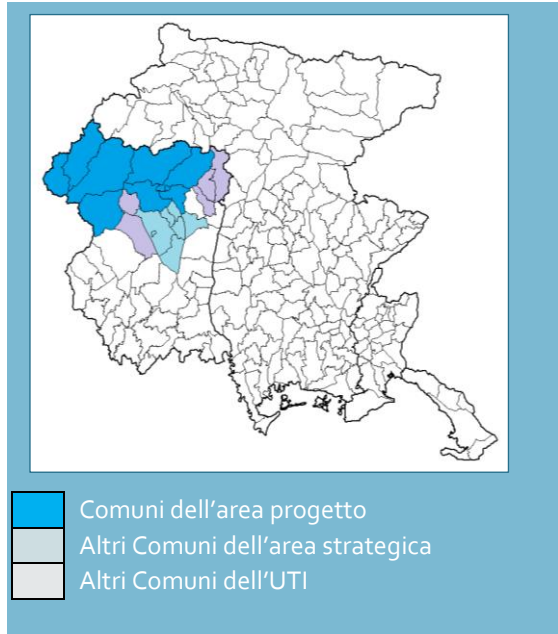 Comuni dell'area progetto
Altri Comuni dell'area strategica
Altri Comuni dell'UTI